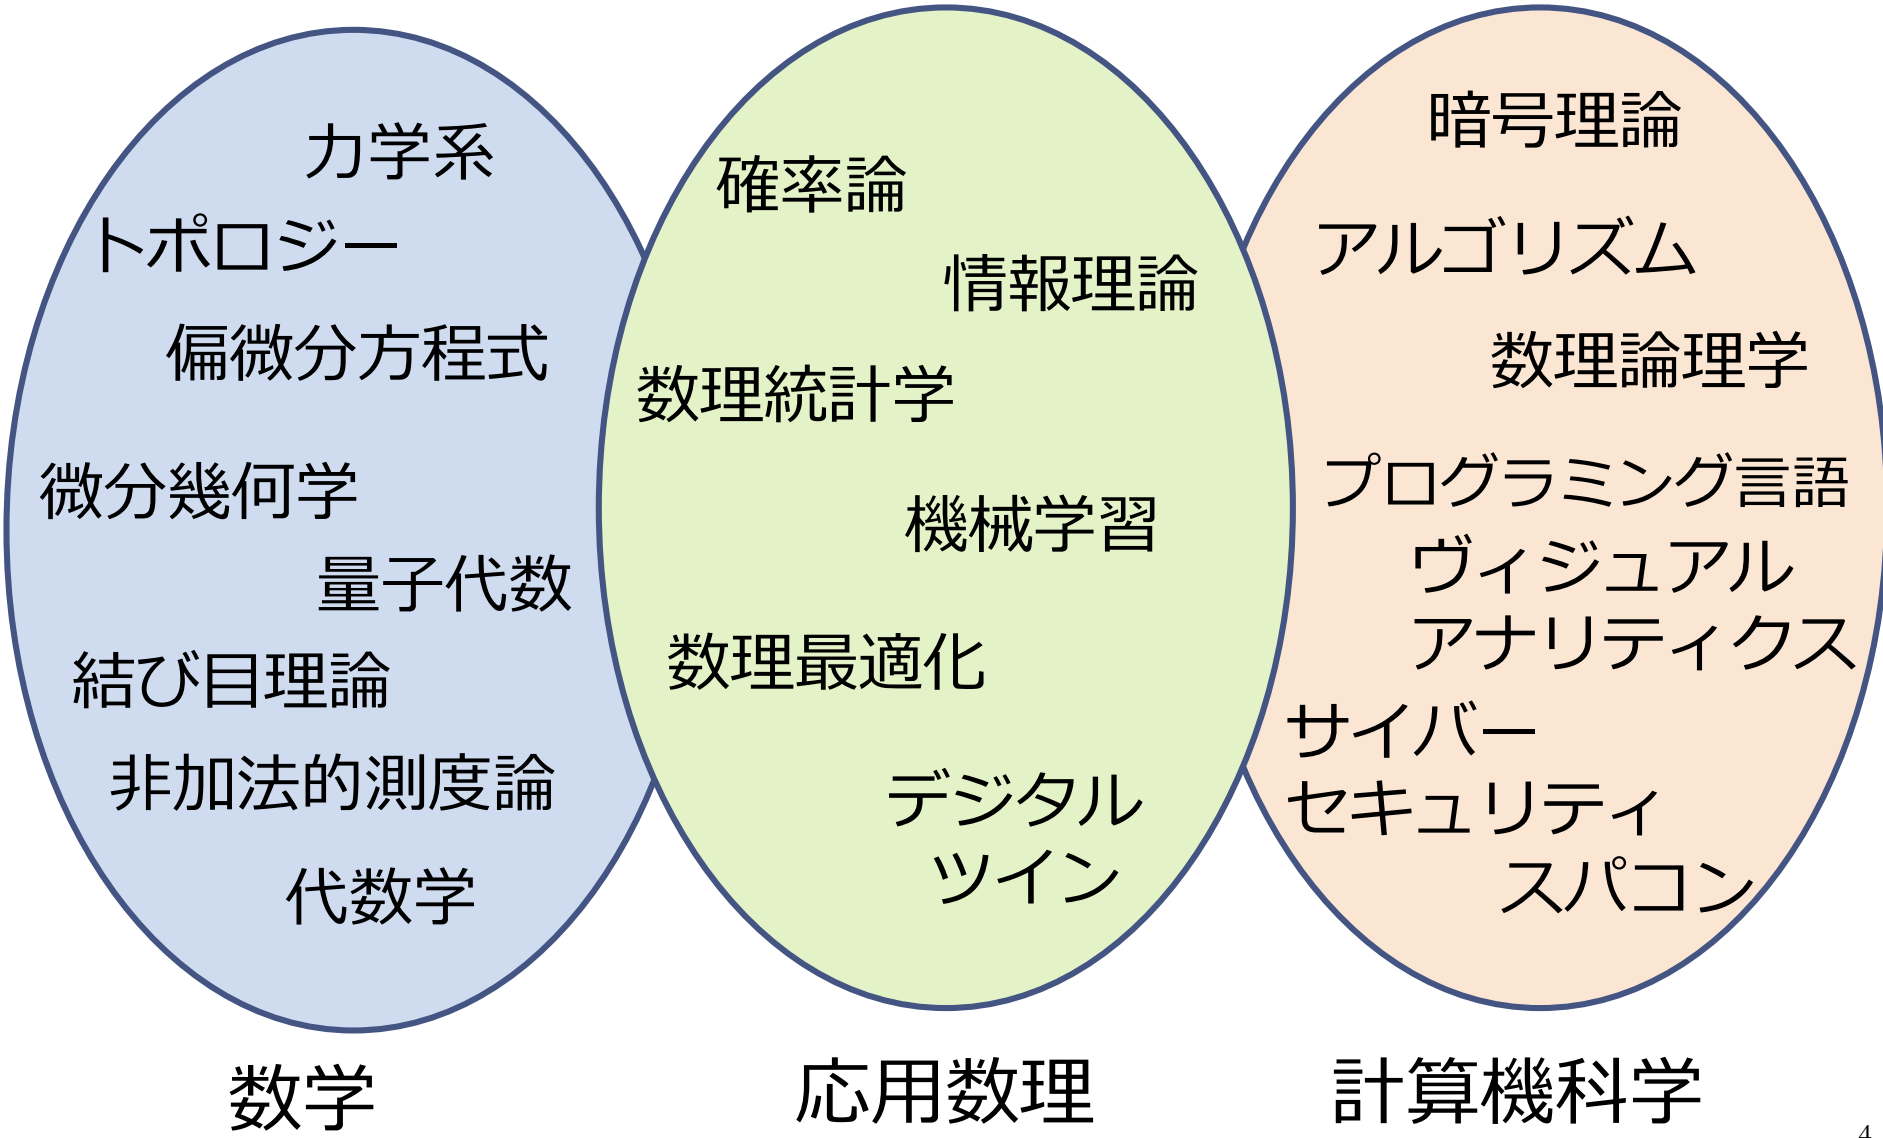 力学系
トポロジー
偏微分方程式
微分幾何学
量子代数
結び目理論
非加法的測度論
代数学
数学
確率論
情報理論
数理統計学
機械学習
数理最適化
デジタル
ツイン
応用数理
暗号理論
アルゴリズム
数理論理学
プログラミング言語
ヴィジュアル
アナリティクス
サイバー
セキュリティ
スパコン
計算機科学
4